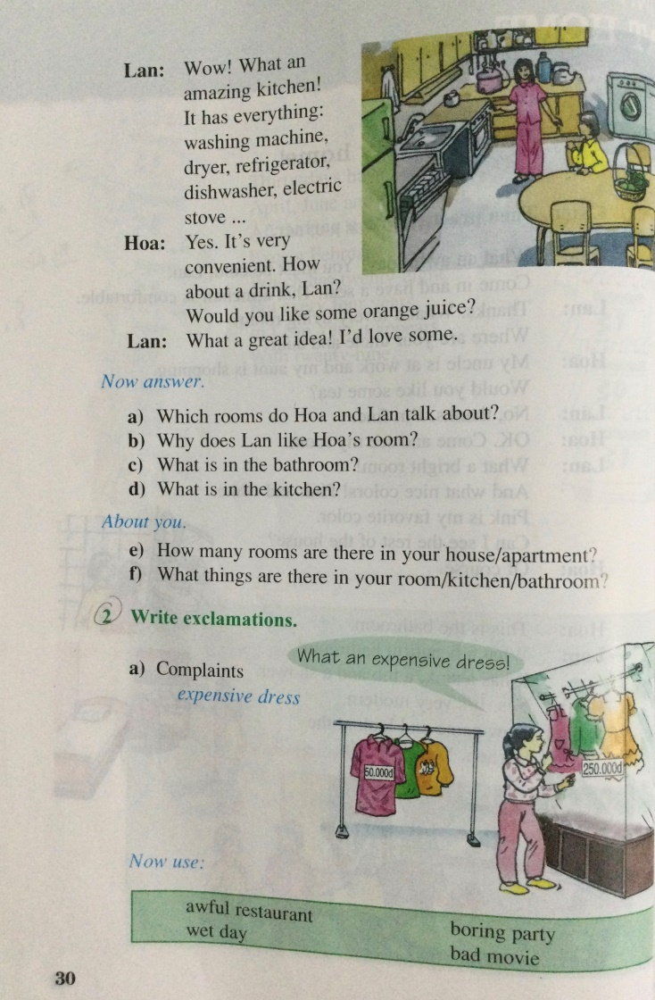 Lan: Wow! What an
amazing kitchen!
It has everything:
washing machine,
dryer, refrigerator,
dishwasher, electric
stove ...
Hoa: Yes. It's very
convenient. How
about a drink, Lan?
Would you like some orange juice?
Lan: What a great idea! I'd love some.
Now answer.
a) Which rooms do Hoa and Lan talk about?
b) Why does Lan like Hoa's room?
c) What is in the bathroom?
d) What is in the kitchen?
About you.
e) How many rooms are there in your house/apartment?
f) What things are there in your room/kitchen/bathroom?
2 Write exclamations.
What an expensive dress!
a) Complaints
expensive dress
50.000đ
250.000đ
Now use:
awful restaurant
wet day
boring party
bad movie
30